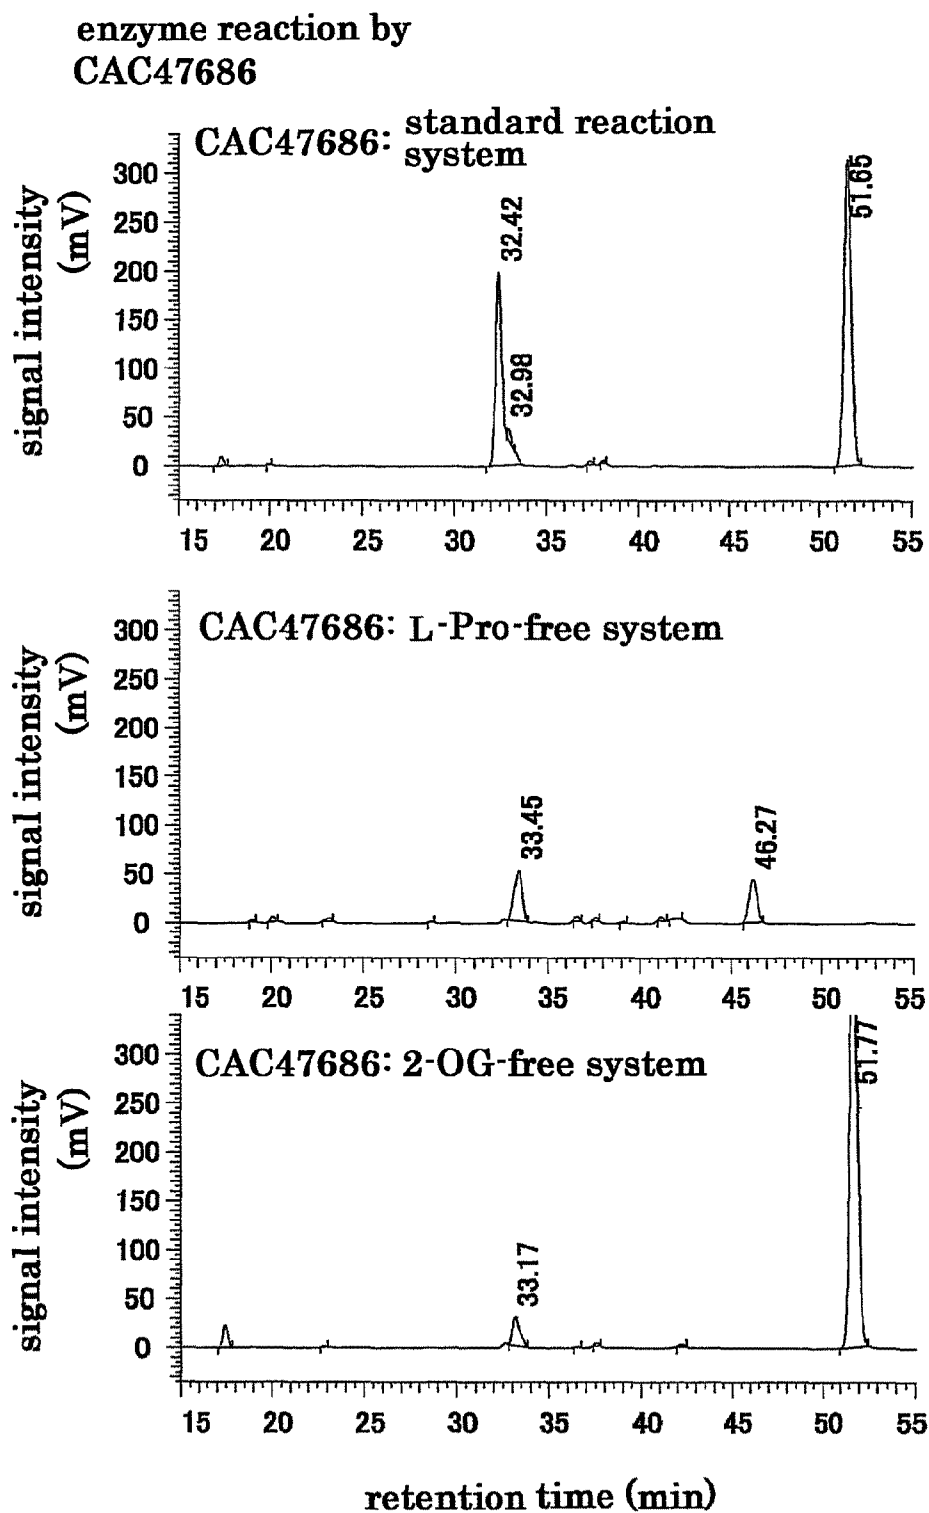 enzyme reaction by
CAC47686
CAC47686: standard reaction system
signal intensity
(mV)
300
250
200
150
100
50
0
32.42
32.98
51.65
15 20 25 30 35 40 45 50 55
CAC47686: L-Pro-free system
signal intensity
(mV)
300
250
200
150
100
50
0
33.45
46.27
15 20 25 30 35 40 45 50 55
CAC47686: 2-OG-free system
signal intensity
(mV)
300
250
200
150
100
50
0
33.17
51.77
15 20 25 30 35 40 45 50 55
retention time (min)